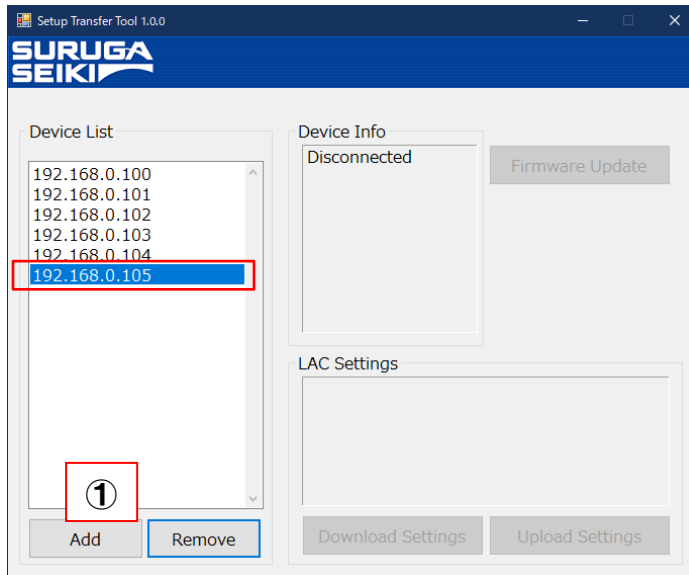 Setup Transfer Tool 1.0.0
SURUGA
SEIKI
Device List
192.168.0.100
192.168.0.101
192.168.0.102
192.168.0.103
192.168.0.104
192.168.0.105
①
Add
Remove
Device Info
Disconnected
Firmware Update
LAC Settings
Download Settings
Upload Settings